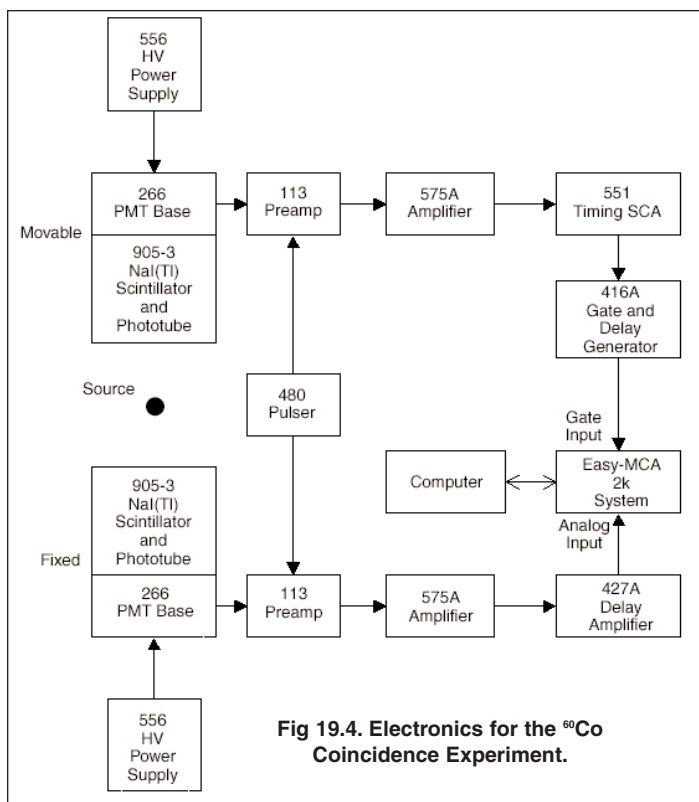 556
HV
Power
Supply
Movable
266
PMT Base
905-3
NaI(Tl)
Scintillator
and
Phototube
113
Preamp
575A
Amplifier
551
Timing SCA
416A
Gate and
Delay
Generator
Source
480
Pulser
Gate
Input
Computer
Easy-MCA
2k
System
Analog
Input
Fixed
905-3
NaI(Tl)
Scintillator
and
Phototube
266
PMT Base
113
Preamp
575A
Amplifier
427A
Delay
Amplifier
556
HV
Power
Supply
Fig 19.4. Electronics for the ⁶⁰Co
Coincidence Experiment.